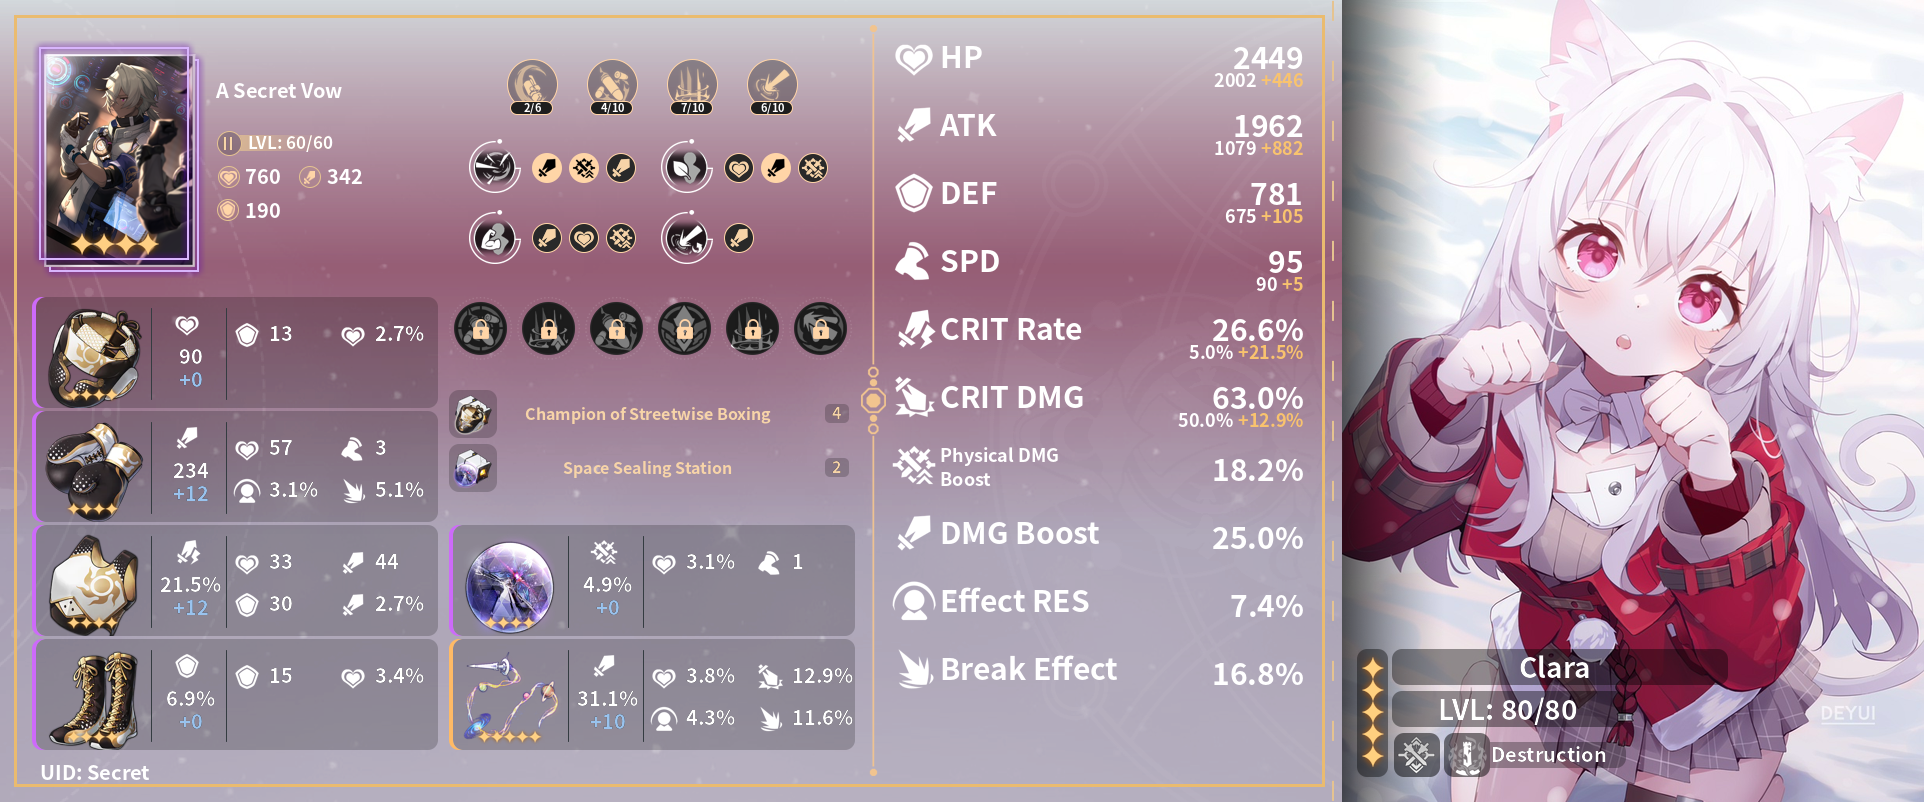 A Secret Vow
LVL: 60/60
760 342
190
2/6 4/10 7/10 6/10
90
+0
13 2.7%
234
+12
57 3
3.1% 5.1%
21.5%
+12
33 44
30 2.7%
6.9%
+0
15 3.4%
Champion of Streetwise Boxing 4
Space Sealing Station 2
4.9%
+0
3.1% 1
31.1%
+10
3.8% 12.9%
4.3% 11.6%
UID: Secret
HP 2449
2002 +446
ATK 1962
1079 +882
DEF 781
675 +105
SPD 95
90 +5
CRIT Rate 26.6%
5.0% +21.5%
CRIT DMG 63.0%
50.0% +12.9%
Physical DMG
Boost 18.2%
DMG Boost 25.0%
Effect RES 7.4%
Break Effect 16.8%
Clara
LVL: 80/80
Destruction
DEYUI